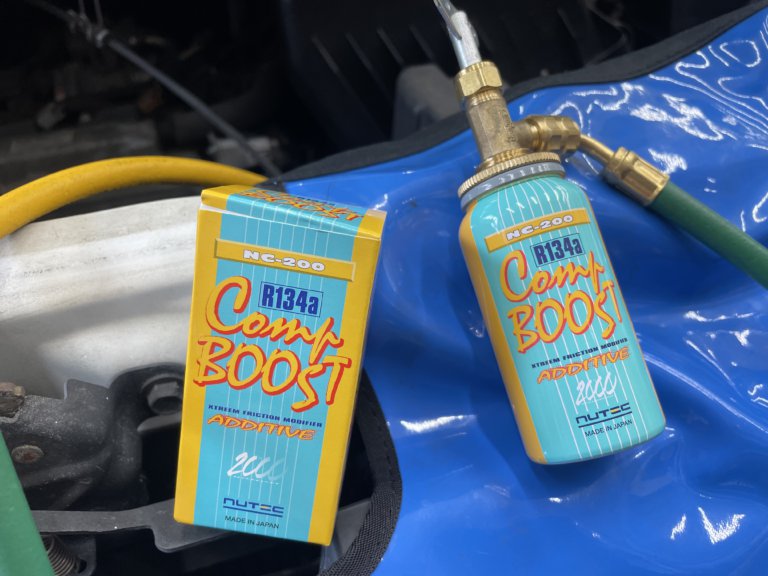 NC-200
R134a
Comp
BOOST
XTREEM FRICTION MODIFIER
ADDITIVE
2000
NUTEC
MADE IN JAPAN
NC-200
R134a
Comp
BOOST
XTREEM FRICTION MODIFIER
ADDITIVE
2000
NUTEC
MADE IN JAPAN